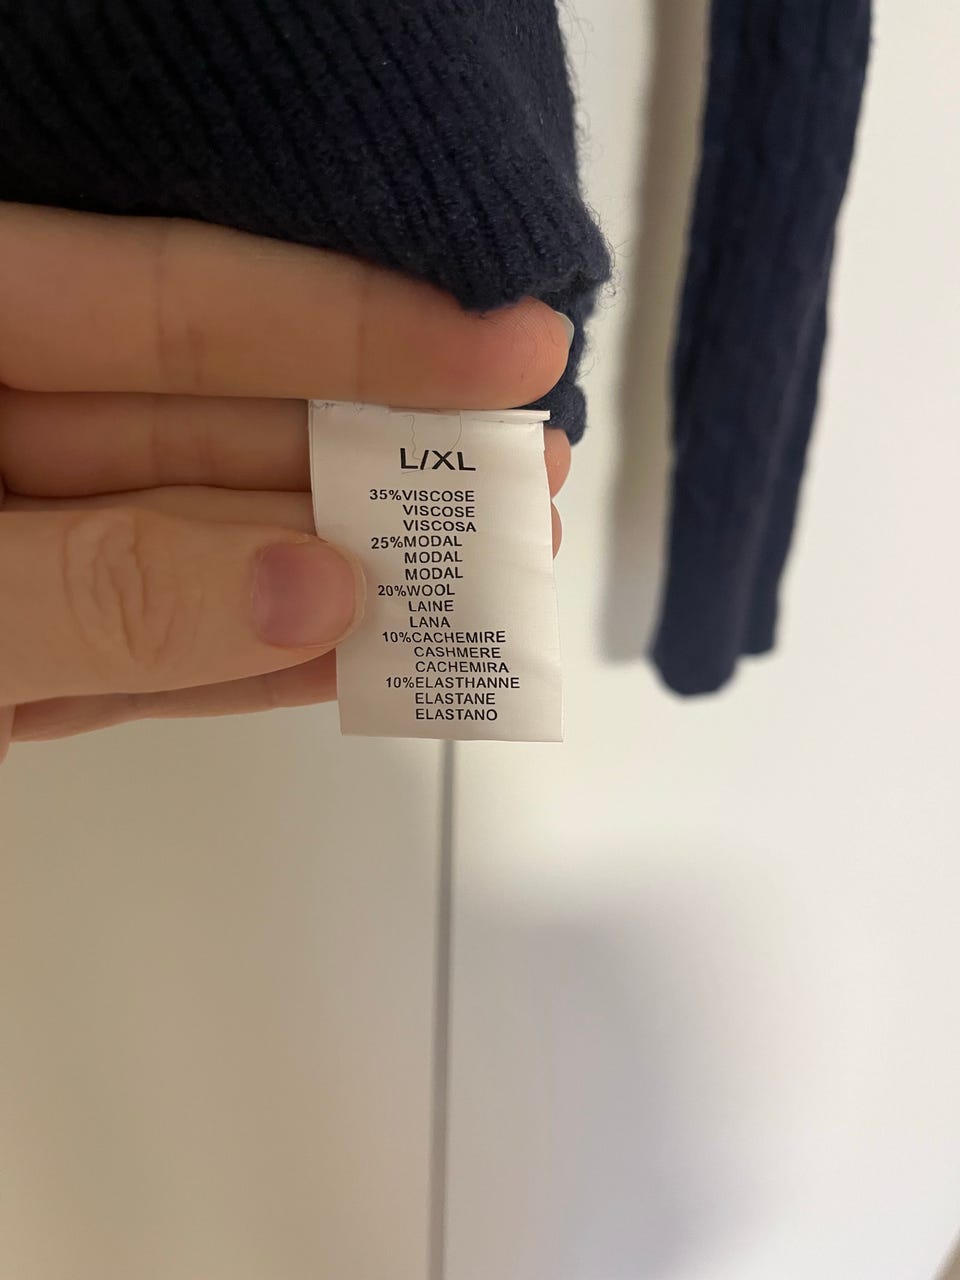 L/XL
35%VISCOSE
VISCOSE
VISCOSA
25%MODAL
MODAL
MODAL
20%WOOL
LAINE
LANA
10%CACHEMIRE
CASHMERE
CACHEMIRA
10%ELASTHANNE
ELASTANE
ELASTANO